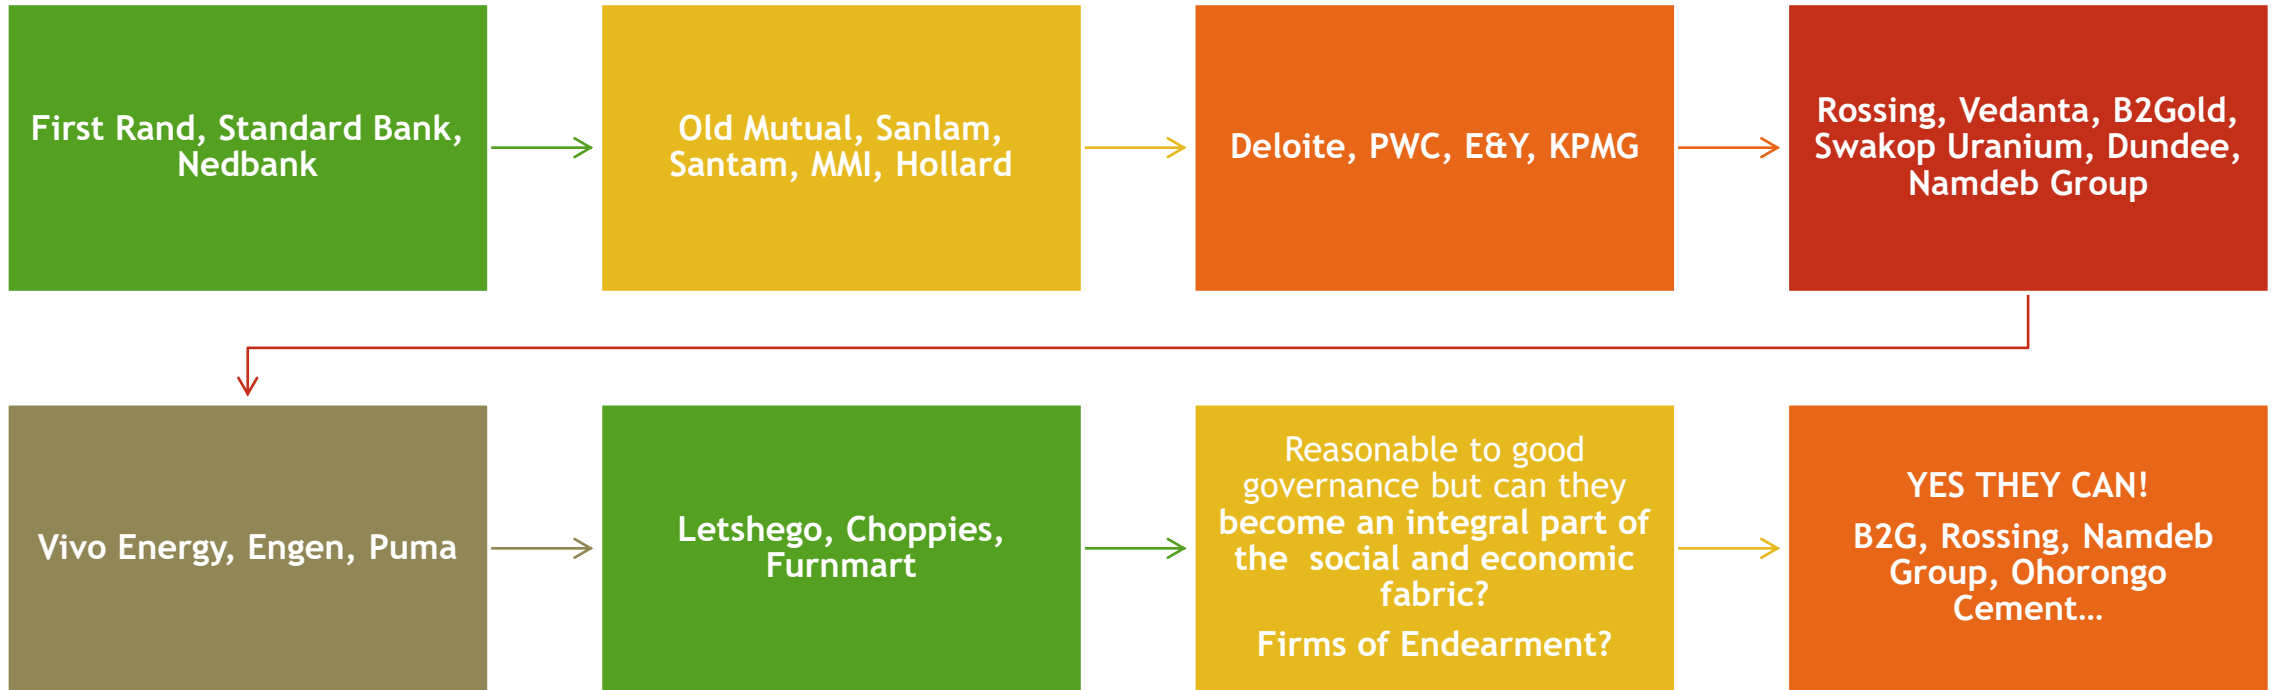 First Rand, Standard Bank,
Nedbank
Old Mutual, Sanlam,
Santam, MMI, Hollard
Deloite, PWC, E&Y, KPMG
Rossing, Vedanta, B2Gold,
Swakop Uranium, Dundee,
Namdeb Group
Vivo Energy, Engen, Puma
Letshego, Choppies,
Furnmart
Reasonable to good
governance but can they
become an integral part of
the social and economic
fabric?
Firms of Endearment?
YES THEY CAN!
B2G, Rossing, Namdeb
Group, Ohorongo
Cement…